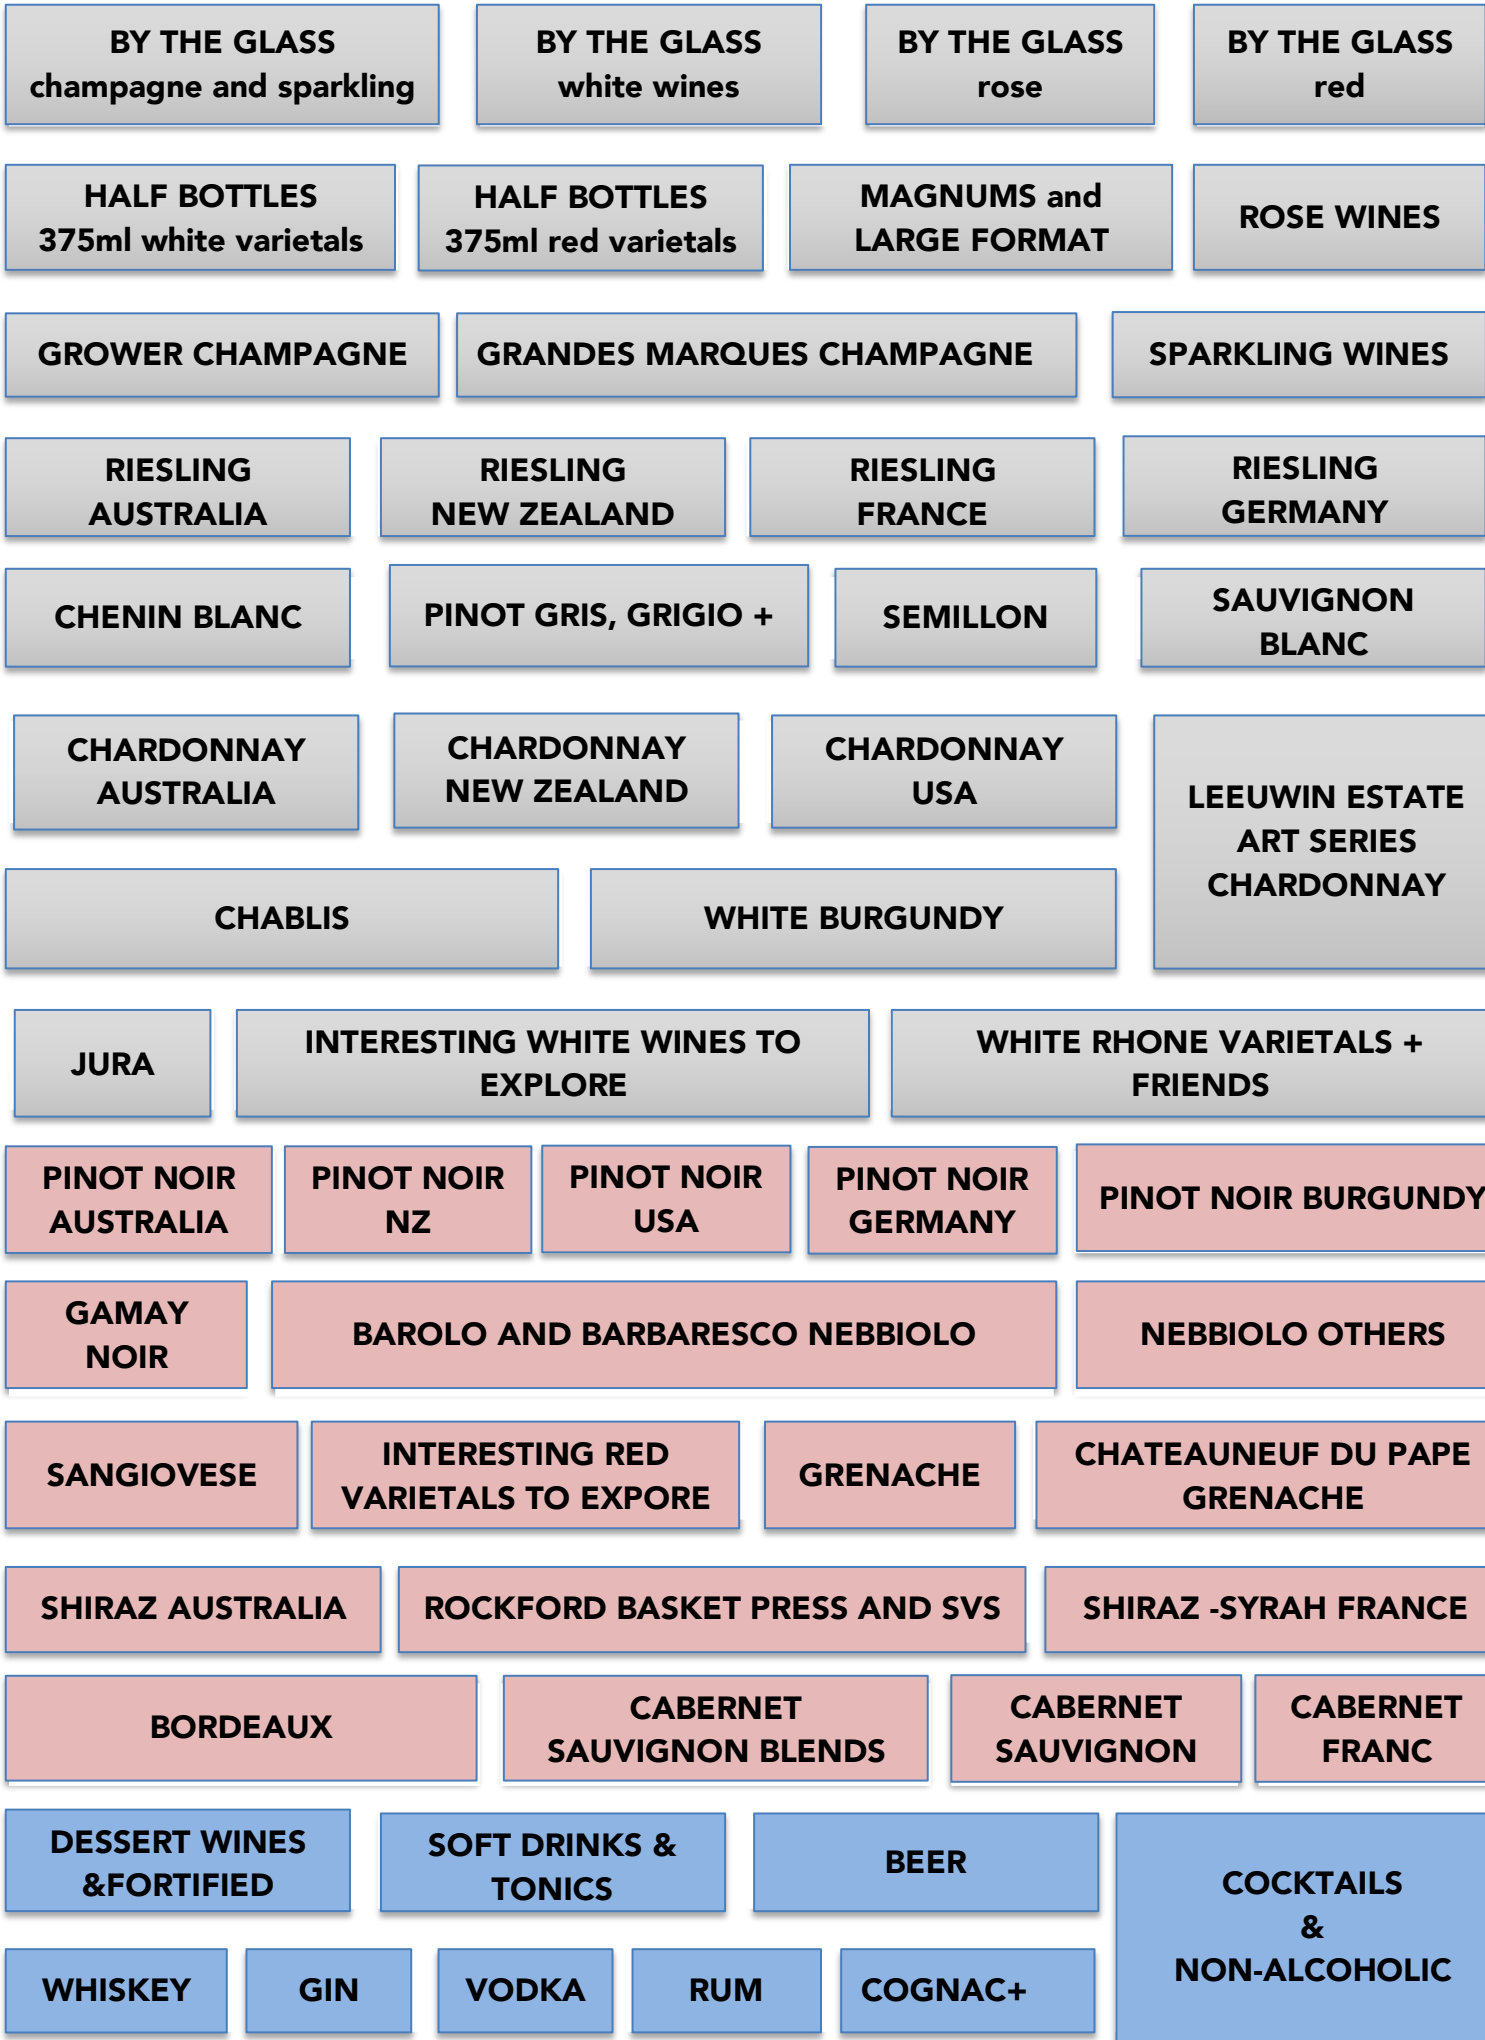 BY THE GLASS
champagne and sparkling
BY THE GLASS
white wines
BY THE GLASS
rose
BY THE GLASS
red
HALF BOTTLES
375ml white varietals
HALF BOTTLES
375ml red varietals
MAGNUMS and
LARGE FORMAT
ROSE WINES
GROWER CHAMPAGNE
GRANDES MARQUES CHAMPAGNE
SPARKLING WINES
RIESLING
AUSTRALIA
RIESLING
NEW ZEALAND
RIESLING
FRANCE
RIESLING
GERMANY
CHENIN BLANC
PINOT GRIS, GRIGIO +
SEMILLON
SAUVIGNON
BLANC
CHARDONNAY
AUSTRALIA
CHARDONNAY
NEW ZEALAND
CHARDONNAY
USA
LEEUWIN ESTATE
ART SERIES
CHARDONNAY
CHABLIS
WHITE BURGUNDY
JURA
INTERESTING WHITE WINES TO
EXPLORE
WHITE RHONE VARIETALS +
FRIENDS
PINOT NOIR
AUSTRALIA
PINOT NOIR
NZ
PINOT NOIR
USA
PINOT NOIR
GERMANY
PINOT NOIR BURGUNDY
GAMAY
NOIR
BAROLO AND BARBARESCO NEBBIOLO
NEBBIOLO OTHERS
SANGIOVESE
INTERESTING RED
VARIETALS TO EXPORE
GRENACHE
CHATEAUNEUF DU PAPE
GRENACHE
SHIRAZ AUSTRALIA
ROCKFORD BASKET PRESS AND SVS
SHIRAZ -SYRAH FRANCE
BORDEAUX
CABERNET
SAUVIGNON BLENDS
CABERNET
SAUVIGNON
CABERNET
FRANC
DESSERT WINES
&FORTIFIED
SOFT DRINKS &
TONICS
BEER
COCKTAILS
&
NON-ALCOHOLIC
WHISKEY
GIN
VODKA
RUM
COGNAC+